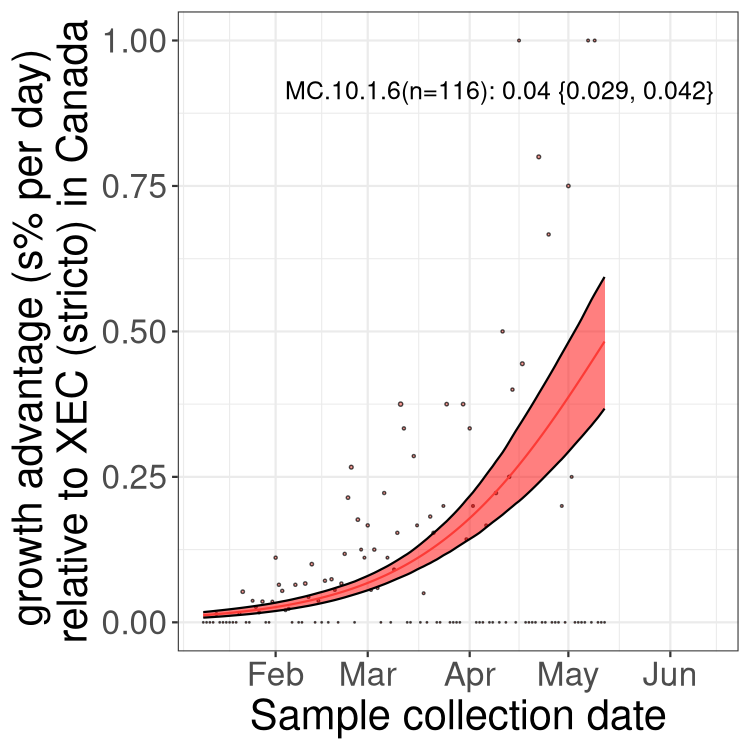 growth advantage (s% per day)
relative to XEC (stricto) in Canada
1.00
0.75
0.50
0.25
0.00
MC.10.1.6(n=116): 0.04 {0.029, 0.042}
Feb Mar Apr May Jun
Sample collection date